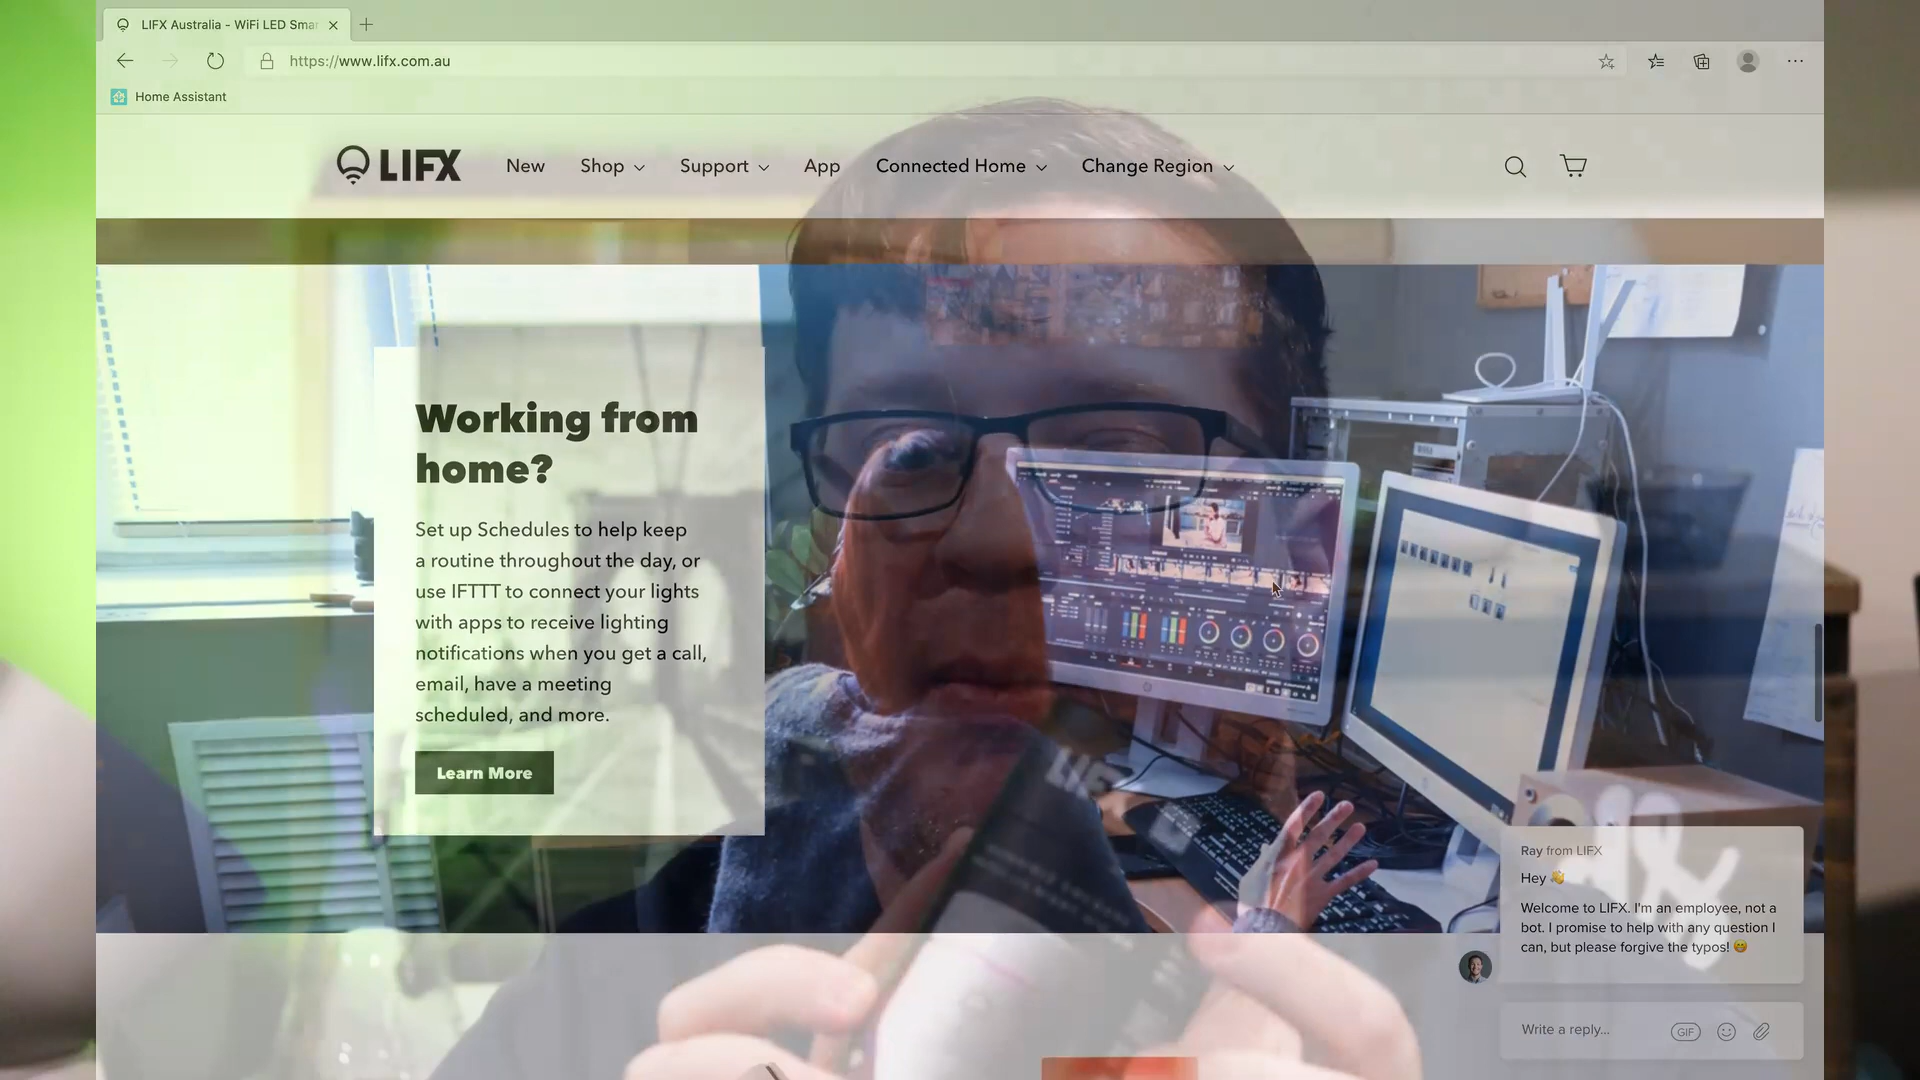 LIFX Australia - WiFi LED Smar
https://www.lifx.com.au
Home Assistant
LIFX
New
Shop
Support
App
Connected Home
Change Region
Working from
home?
Set up Schedules to help keep
a routine throughout the day, or
use IFTTT to connect your lights
with apps to receive lighting
notifications when you get a call,
email, have a meeting
scheduled, and more.
Learn More
LIFX
Ray from LIFX
Hey 👋
Welcome to LIFX. I'm an employee, not a
bot. I promise to help with any question I
can, but please forgive the typos! 😁
Write a reply...
GIF